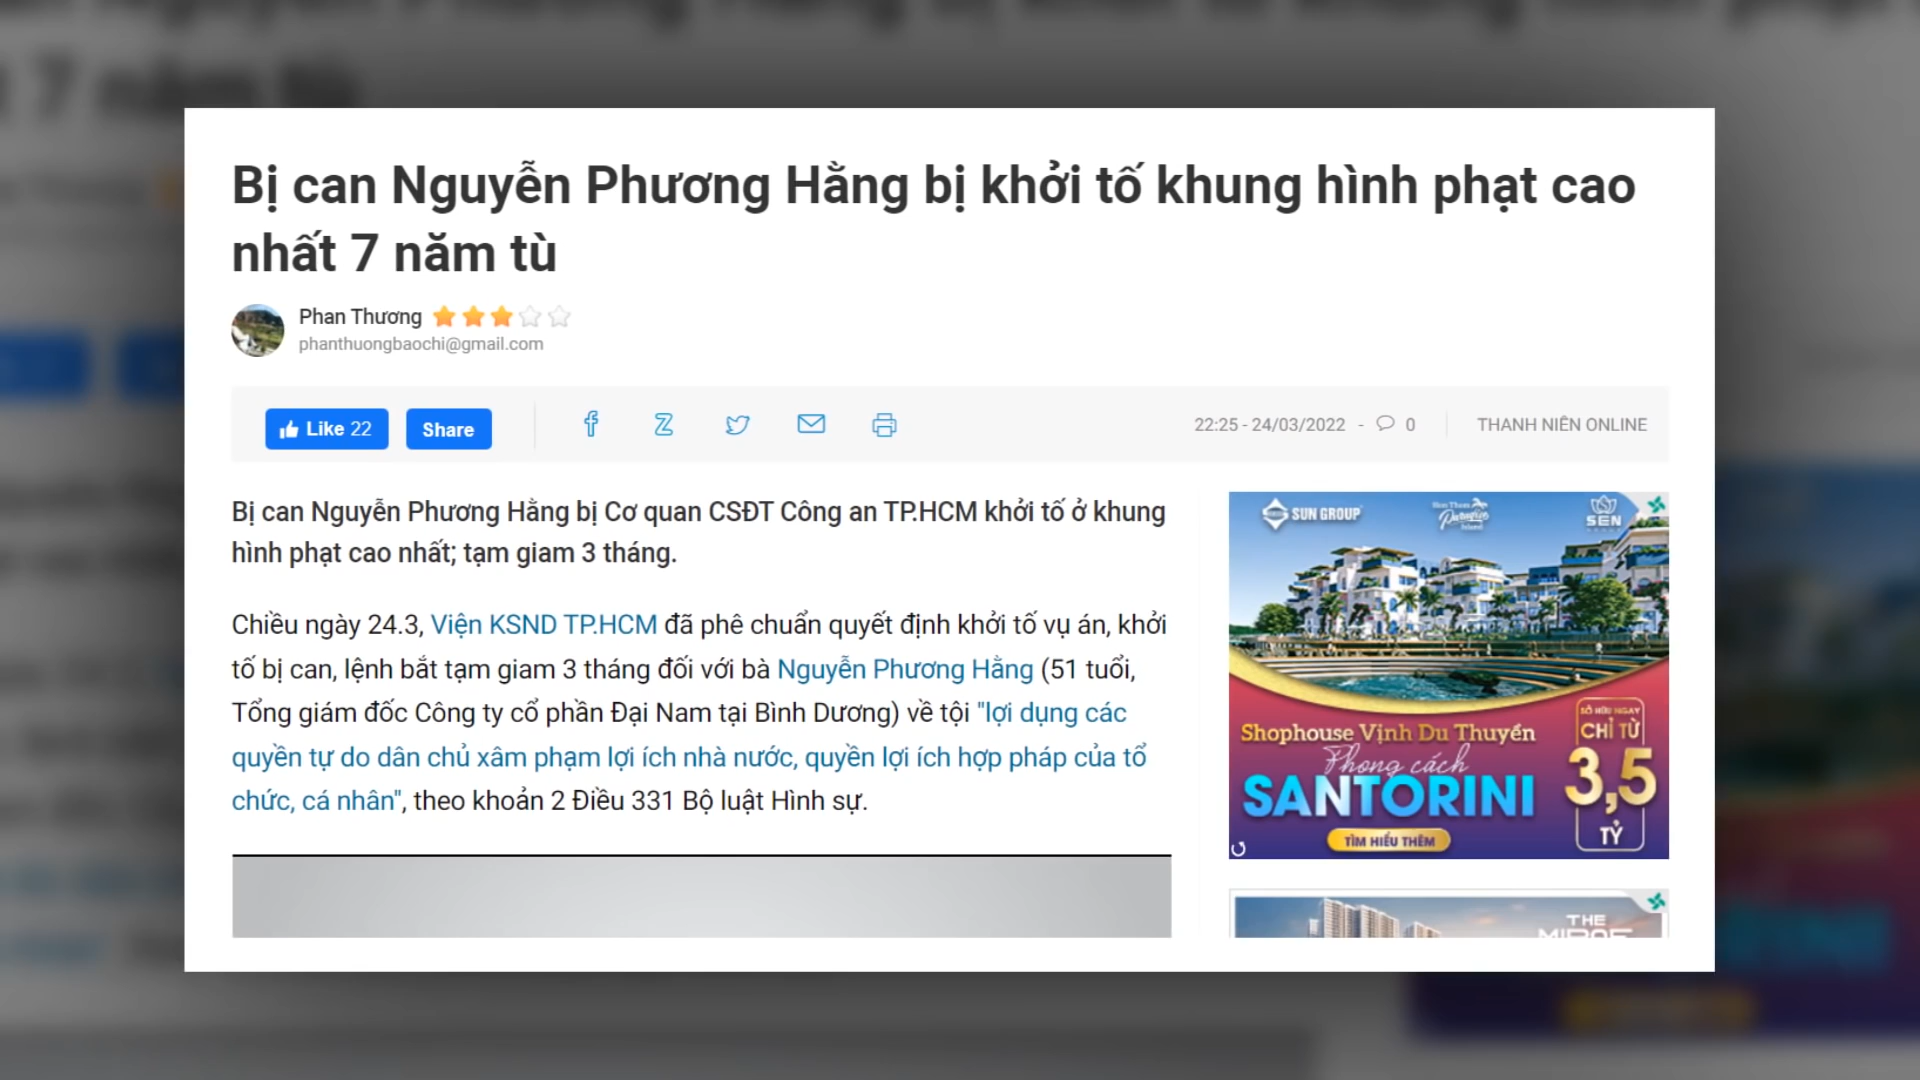 Bị can Nguyễn Phương Hằng bị khởi tố khung hình phạt cao
nhất 7 năm tù
Phan Thương
phanthuongbaochi@gmail.com
Like 22
Share
22:25 - 24/03/2022 - 0
THANH NIÊN ONLINE
Bị can Nguyễn Phương Hằng bị Cơ quan CSĐT Công an TP.HCM khởi tố ở khung
hình phạt cao nhất; tạm giam 3 tháng.
Chiều ngày 24.3, Viện KSND TP.HCM đã phê chuẩn quyết định khởi tố vụ án, khởi
tố bị can, lệnh bắt tạm giam 3 tháng đối với bà Nguyễn Phương Hằng (51 tuổi,
Tổng giám đốc Công ty cổ phần Đại Nam tại Bình Dương) về tội "lợi dụng các
quyền tự do dân chủ xâm phạm lợi ích nhà nước, quyền lợi ích hợp pháp của tổ
chức, cá nhân", theo khoản 2 Điều 331 Bộ luật Hình sự.
SUN GROUP
Hon Thom
Paradise
Island
SEN
Shophouse Vịnh Du Thuyền
Phong cách
SANTORINI
TÌM HIỂU THÊM
SỞ HỮU NGAY
CHỈ TỪ
3,5
TỶ
THE